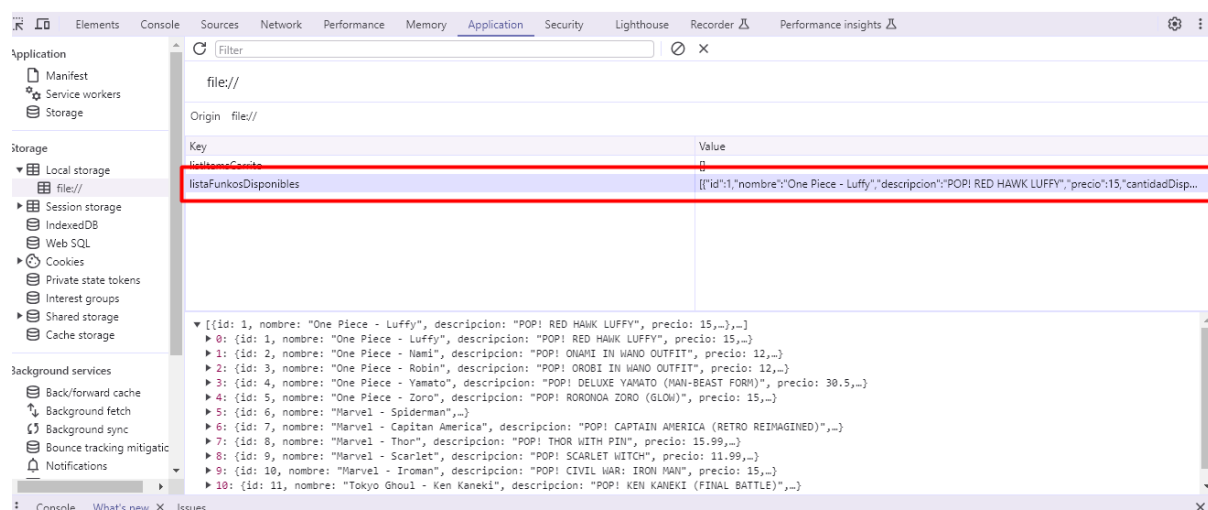 Elements Console Sources Network Performance Memory Application Security Lighthouse Recorder Performance insights
Application
Manifest
Service workers
Storage
Storage
Local storage
file://
Session storage
IndexedDB
Web SQL
Cookies
Private state tokens
Interest groups
Shared storage
Cache storage
Background services
Back/forward cache
Background fetch
Background sync
Bounce tracking mitigatic
Notifications
Filter
file://
Origin file://
Key Value
listItemsCarrito []
listaFunkosDisponibles [{"id":1,"nombre":"One Piece - Luffy","descripcion":"POP! RED HAWK LUFFY","precio":15,"cantidadDisp...
▼ [{id: 1, nombre: "One Piece - Luffy", descripcion: "POP! RED HAWK LUFFY", precio: 15,…},…]
▶ 0: {id: 1, nombre: "One Piece - Luffy", descripcion: "POP! RED HAWK LUFFY", precio: 15,…}
▶ 1: {id: 2, nombre: "One Piece - Nami", descripcion: "POP! ONAMI IN WANO OUTFIT", precio: 12,…}
▶ 2: {id: 3, nombre: "One Piece - Robin", descripcion: "POP! OROBI IN WANO OUTFIT", precio: 12,…}
▶ 3: {id: 4, nombre: "One Piece - Yamato", descripcion: "POP! DELUXE YAMATO (MAN-BEAST FORM)", precio: 30.5,…}
▶ 4: {id: 5, nombre: "One Piece - Zoro", descripcion: "POP! RORONOA ZORO (GLOW)", precio: 15,…}
▶ 5: {id: 6, nombre: "Marvel - Spiderman",…}
▶ 6: {id: 7, nombre: "Marvel - Capitan America", descripcion: "POP! CAPTAIN AMERICA (RETRO REIMAGINED)",…}
▶ 7: {id: 8, nombre: "Marvel - Thor", descripcion: "POP! THOR WITH PIN", precio: 15.99,…}
▶ 8: {id: 9, nombre: "Marvel - Scarlet", descripcion: "POP! SCARLET WITCH", precio: 11.99,…}
▶ 9: {id: 10, nombre: "Marvel - Iroman", descripcion: "POP! CIVIL WAR: IRON MAN", precio: 15,…}
▶ 10: {id: 11, nombre: "Tokyo Ghoul - Ken Kaneki", descripcion: "POP! KEN KANEKI (FINAL BATTLE)",…}
Console What's new Issues